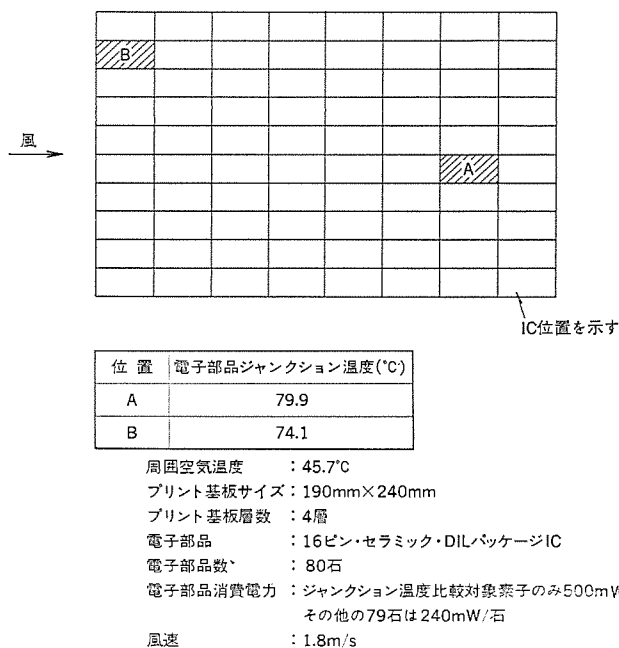 B
風
A
IC位置を示す
位 置 電子部品ジャンクション温度(℃)
A 79.9
B 74.1
周囲空気温度 : 45.7℃
プリント基板サイズ : 190mm×240mm
プリント基板層数 : 4層
電子部品 : 16ピン・セラミック・DILパッケージIC
電子部品数 : 80石
電子部品消費電力 : ジャンクション温度比較対象素子のみ500mW
その他の79石は240mW/石
風速 : 1.8m/s